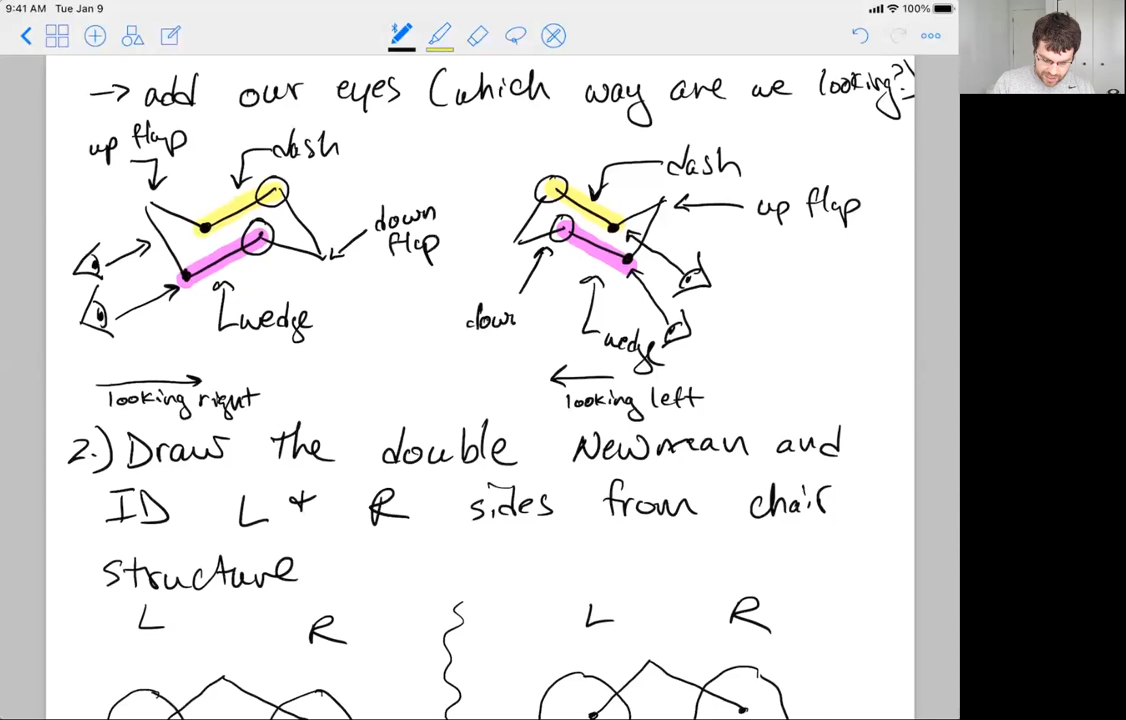 9:41 AM Tue Jan 9
100%
→ add our eyes (which way are we looking?!
up flap
dash
down flap
wedge
looking right
dash
up flap
down
wedge
looking left
2.) Draw the double Newman and
ID L + R sides from chair
structure
L R
L R